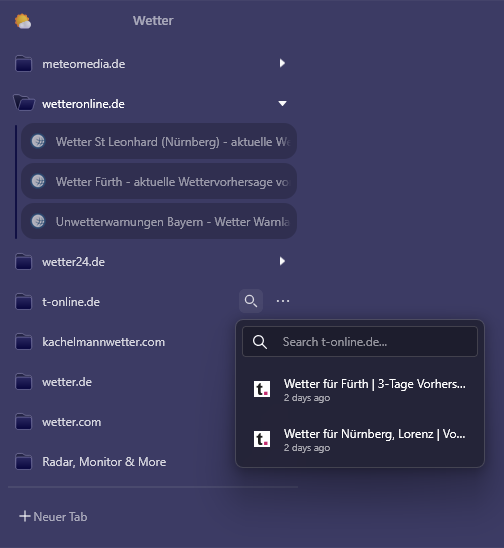 Wetter
meteomedia.de
wetteronline.de
Wetter St Leonhard (Nürnberg) - aktuelle We
Wetter Fürth - aktuelle Wettervorhersage vo
Unwetterwarnungen Bayern - Wetter Warnla
wetter24.de
t-online.de
kachelmannwetter.com
Search t-online.de...
wetter.de
t.
Wetter für Fürth | 3-Tage Vorhers...
2 days ago
wetter.com
t.
Wetter für Nürnberg, Lorenz | Vo...
2 days ago
Radar, Monitor & More
Neuer Tab